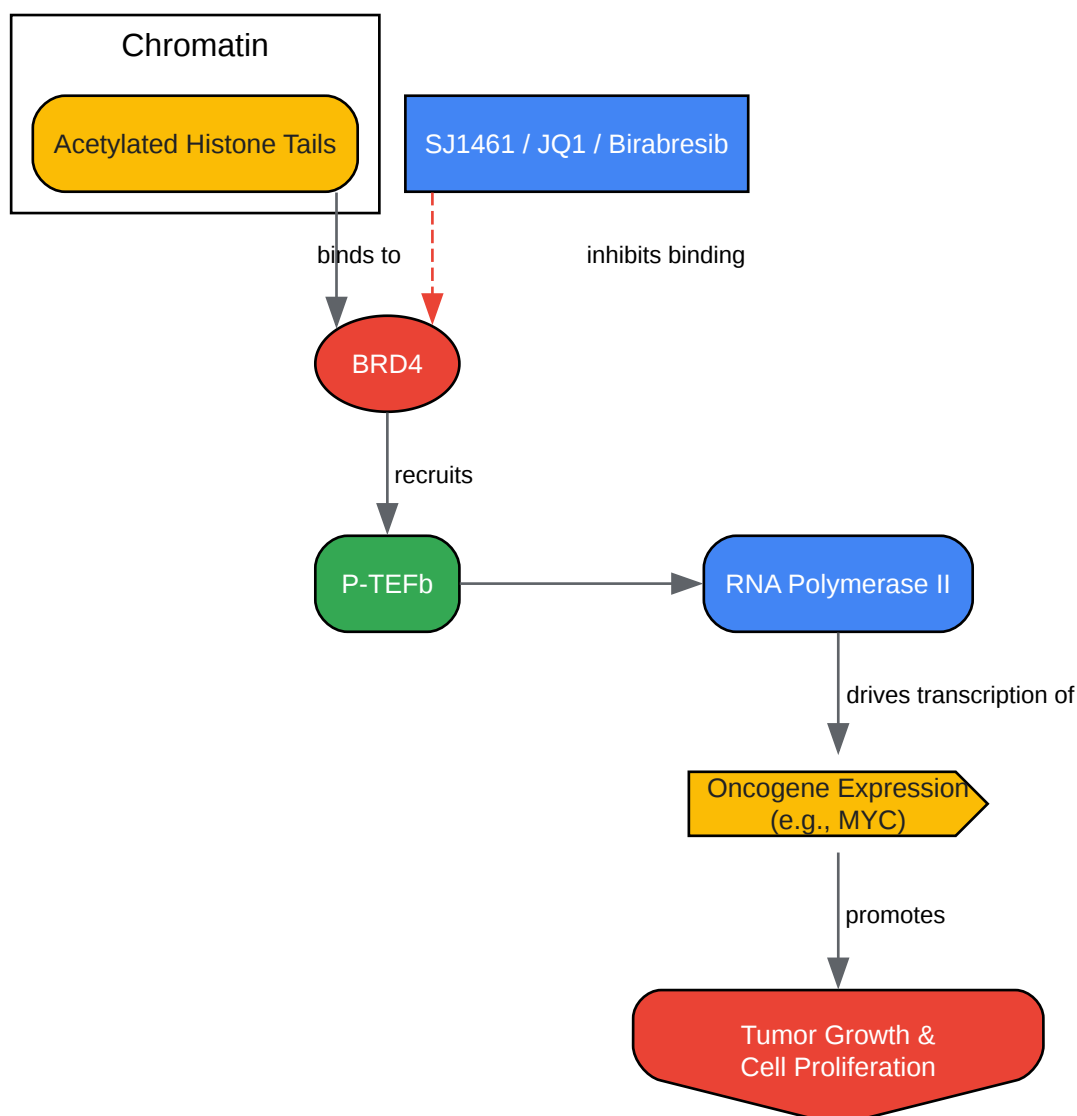 Chromatin
Acetylated Histone Tails
SJ1461 / JQ1 / Birabresib
binds to
inhibits binding
BRD4
recruits
P-TEFb
RNA Polymerase II
drives transcription of
Oncogene Expression
(e.g., MYC)
promotes
Tumor Growth &
Cell Proliferation